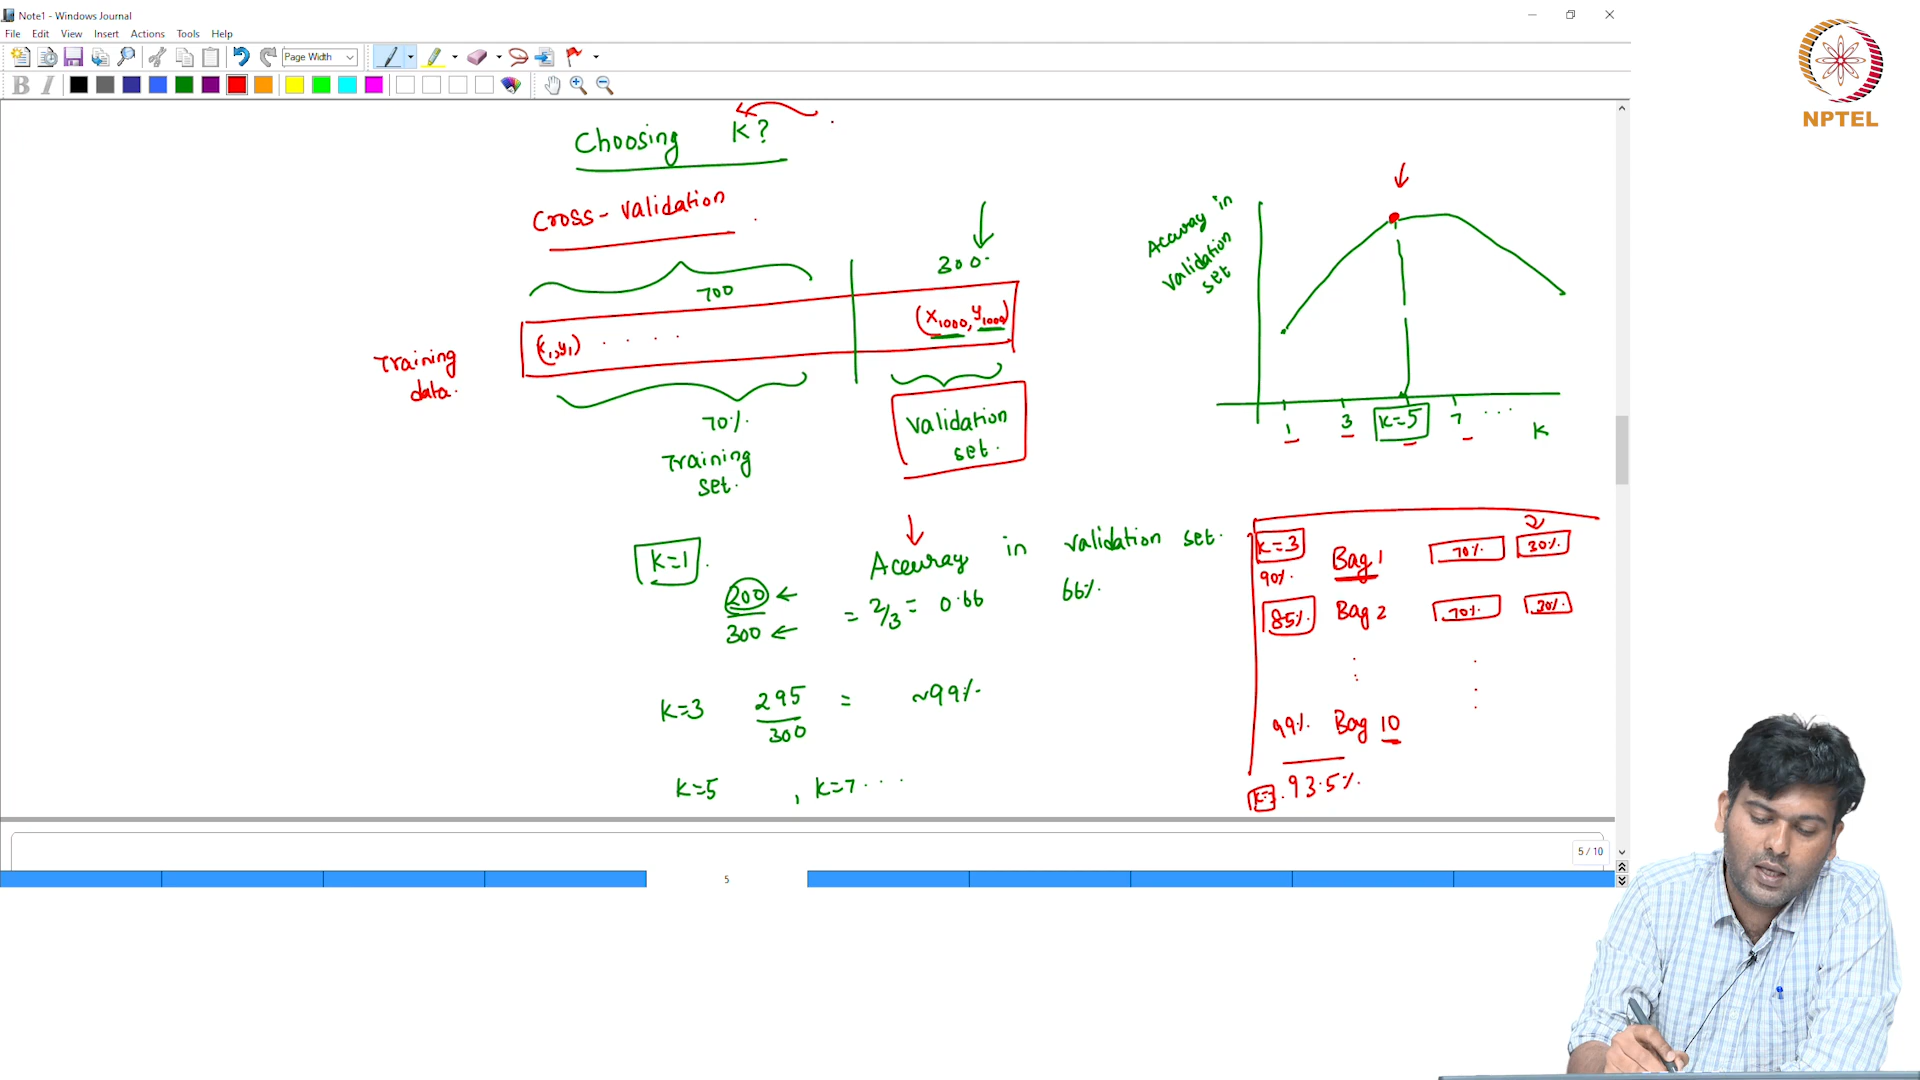 Note1 - Windows Journal
File Edit View Insert Actions Tools Help
Page Width
NPTEL
Choosing K?
Cross-validation
700
300
(x1,y1) . . . .
(x1000, y1000)
Training data.
70%
Training set.
Validation set.
Accuray in validation set
1 3 K=5 7 ... K
K=1
Accuray in validation set.
200
300
= 2/3 = 0.66
66%
K=3
295
300
= ~99%
K=5 , K=7 ...
K=3
90% Bag 1 70% 30%
85% Bag 2 70% 30%
99% Bag 10
93.5%
5 / 10
5